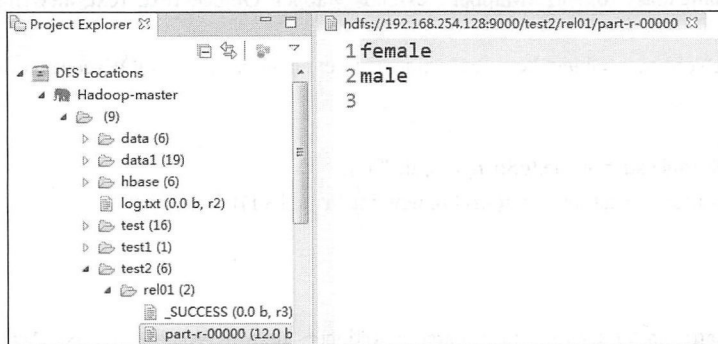 Project Explorer
DFS Locations
Hadoop-master
(9)
data (6)
data1 (19)
hbase (6)
log.txt (0.0 b, r2)
test (16)
test1 (1)
test2 (6)
rel01 (2)
_SUCCESS (0.0 b, r3)
part-r-00000 (12.0 b
hdfs://192.168.254.128:9000/test2/rel01/part-r-00000
1 female
2 male
3